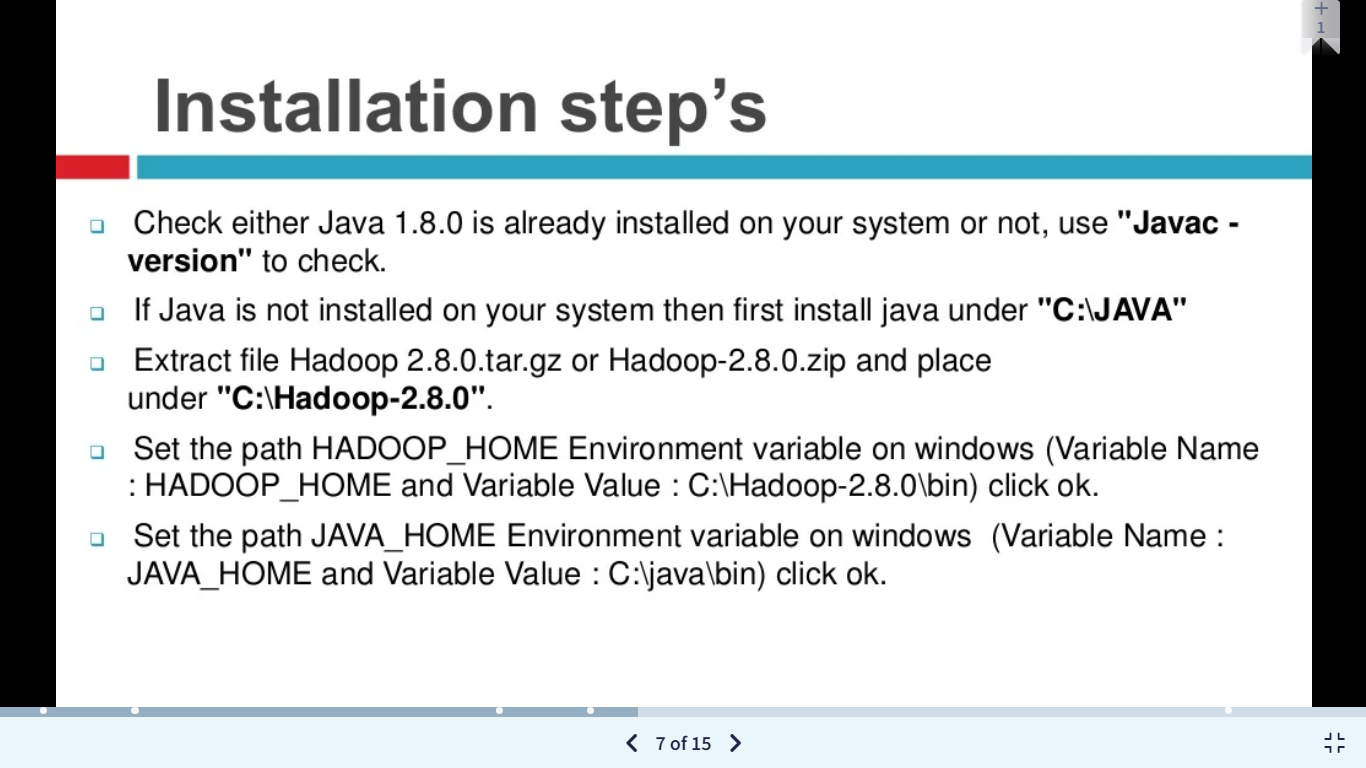 +
1
Installation step’s
Check either Java 1.8.0 is already installed on your system or not, use "Javac -
version" to check.
If Java is not installed on your system then first install java under "C:\JAVA"
Extract file Hadoop 2.8.0.tar.gz or Hadoop-2.8.0.zip and place
under "C:\Hadoop-2.8.0".
Set the path HADOOP_HOME Environment variable on windows (Variable Name
: HADOOP_HOME and Variable Value : C:\Hadoop-2.8.0\bin) click ok.
Set the path JAVA_HOME Environment variable on windows (Variable Name :
JAVA_HOME and Variable Value : C:\java\bin) click ok.
7 of 15